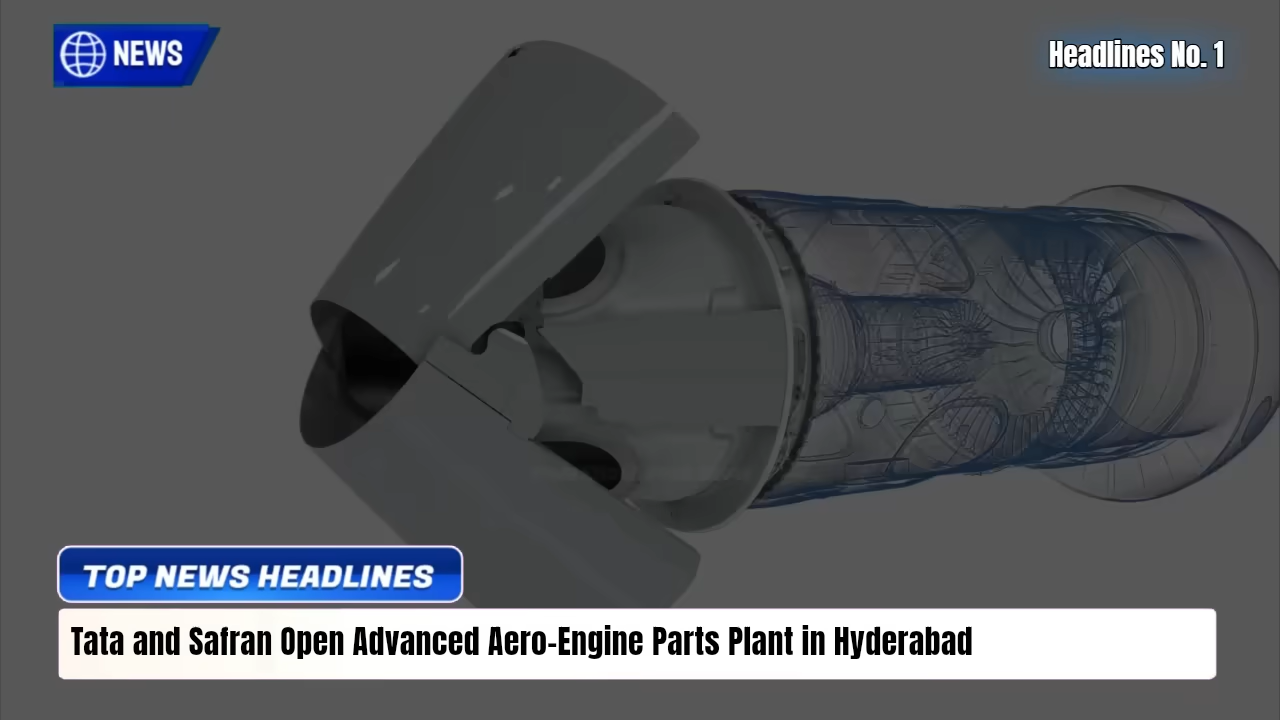 NEWS
Headlines No. 1
TOP NEWS HEADLINES
Tata and Safran Open Advanced Aero-Engine Parts Plant in Hyderabad